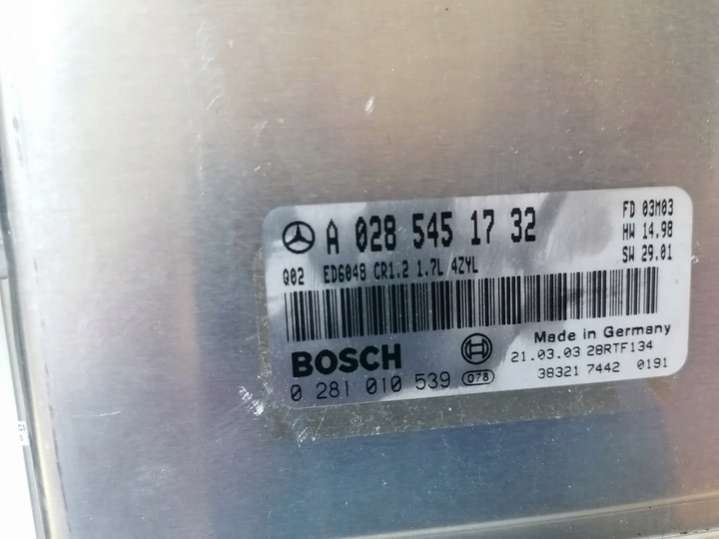 A 028 545 17 32
FD 03M03
HW 14.98
SW 29.01
Q02 EDG048 CR1.2 1.7L 4ZYL
BOSCH
Made in Germany
21.03.03 28RTF134
0 281 010 539 078
38321 7442 0191